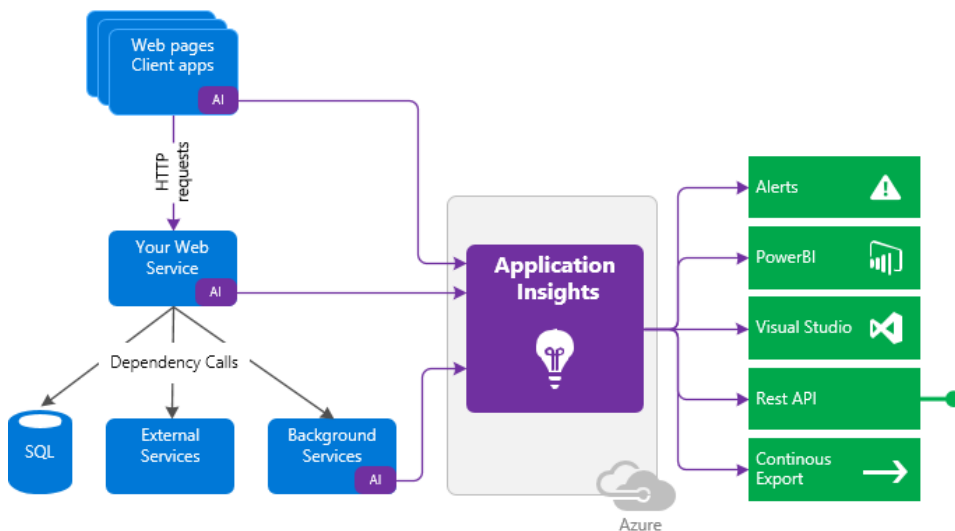 Web pages
Client apps
AI
HTTP
requests
Your Web
Service
AI
Dependency Calls
SQL
External
Services
Background
Services
AI
Application
Insights
Azure
Alerts
PowerBI
Visual Studio
Rest API
Continous
Export